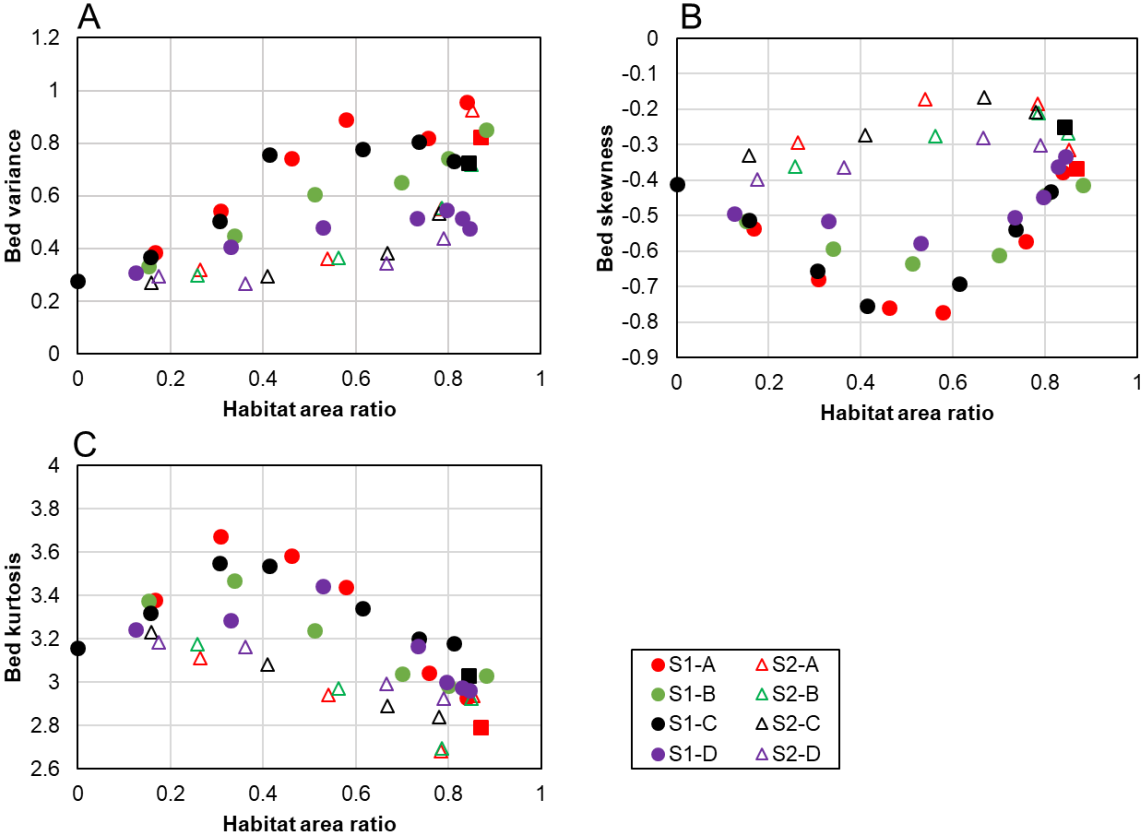 A
1.2
1
0.8
0.6
0.4
0.2
0
Bed variance
0 0.2 0.4 0.6 0.8 1
Habitat area ratio
B
0
-0.1
-0.2
-0.3
-0.4
-0.5
-0.6
-0.7
-0.8
-0.9
Bed skewness
0 0.2 0.4 0.6 0.8 1
Habitat area ratio
C
4
3.8
3.6
3.4
3.2
3
2.8
2.6
Bed kurtosis
0 0.2 0.4 0.6 0.8 1
Habitat area ratio
S1-A S2-A
S1-B S2-B
S1-C S2-C
S1-D S2-D